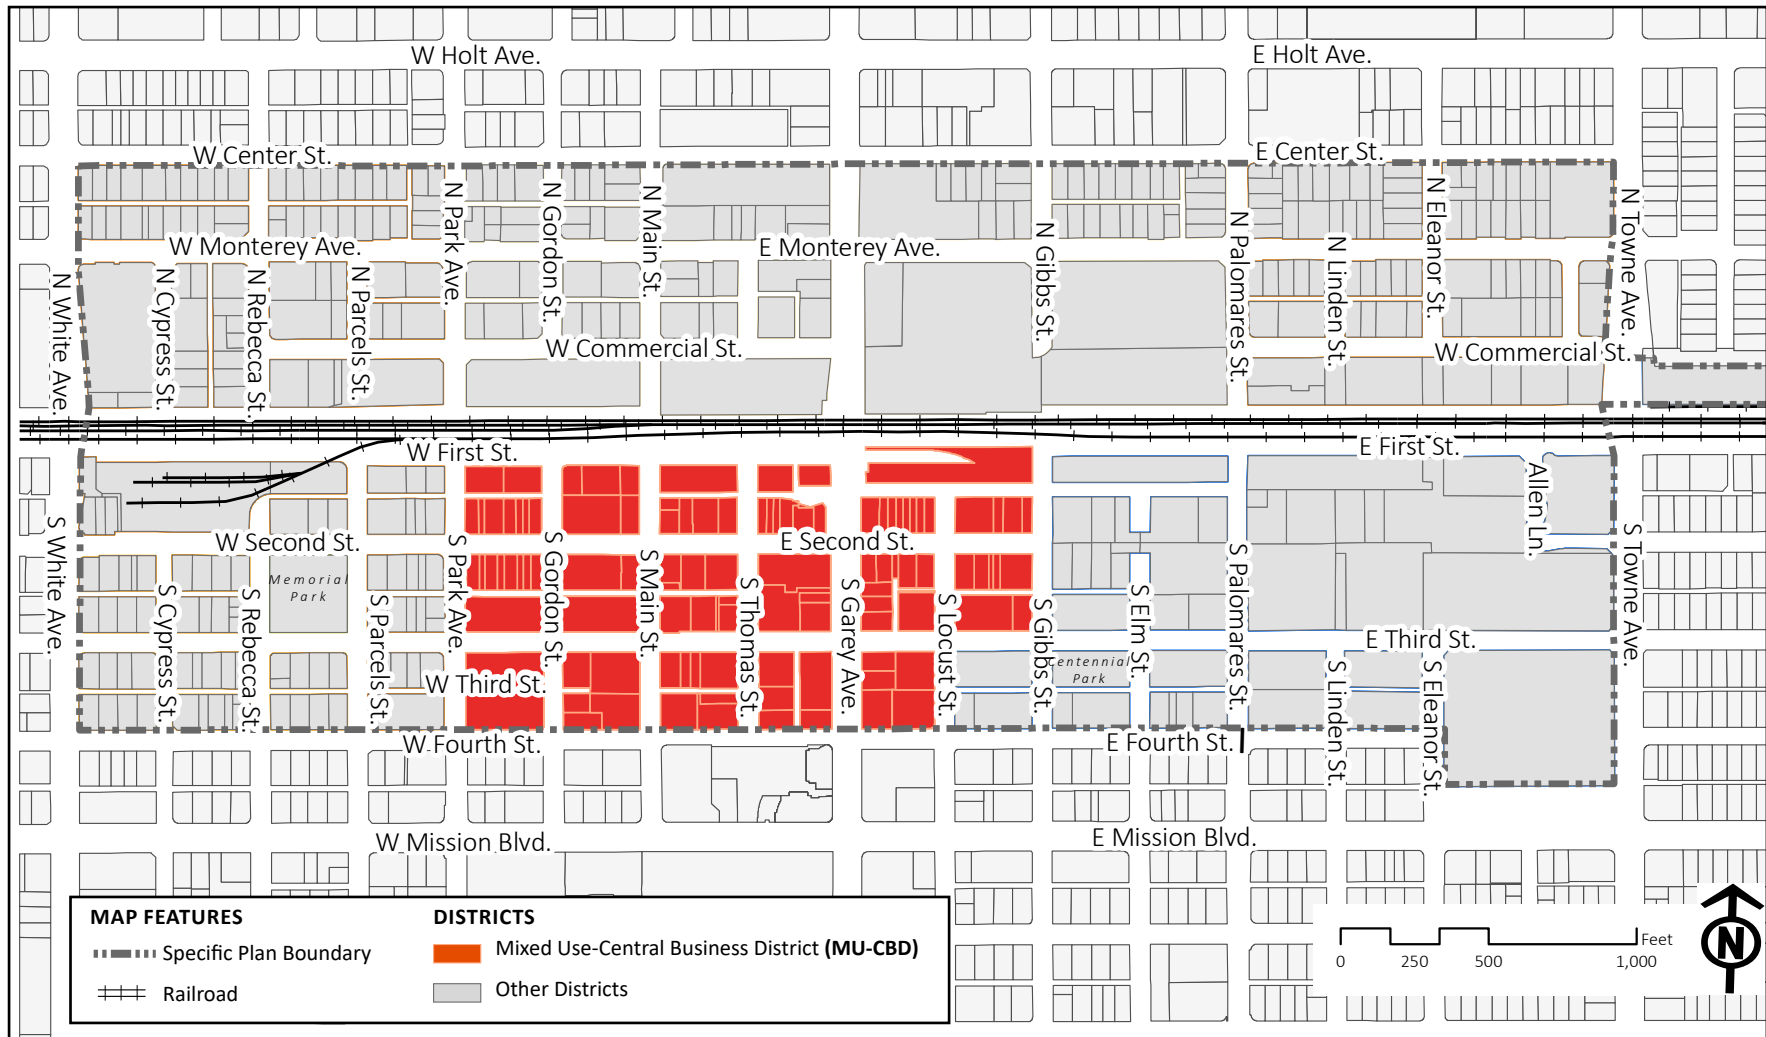 W Holt Ave.
E Holt Ave.
W Center St.
E Center St.
N Park Ave.
N Gordon St.
N Main St.
N Gibbs St.
N Palomares St.
N Linden St.
N Eleanor St.
N Towne Ave.
W Monterey Ave.
E Monterey Ave.
N White Ave.
N Cypress St.
N Rebecca St.
N Parcels St.
W Commercial St.
W Commercial St.
W First St.
E First St.
Allen Ln.
S White Ave.
W Second St.
E Second St.
Memorial
Park
S Cypress St.
S Rebecca St.
S Parcels St.
S Park Ave.
S Gordon St.
S Main St.
S Thomas St.
S Garey Ave.
S Locust St.
S Gibbs St.
S Elm St.
S Palomares St.
S Linden St.
S Eleanor St.
S Towne Ave.
E Third St.
Centennial
Park
W Third St.
W Fourth St.
E Fourth St.
W Mission Blvd.
E Mission Blvd.
MAP FEATURES
Specific Plan Boundary
Railroad
DISTRICTS
Mixed Use-Central Business District (MU-CBD)
Other Districts
Feet
0 250 500 1,000
N